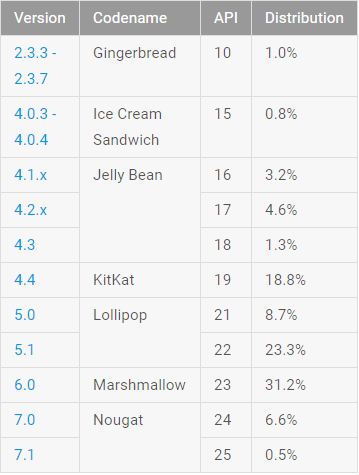 Version Codename API Distribution
2.3.3 - Gingerbread 10 1.0%
2.3.7
4.0.3 - Ice Cream 15 0.8%
4.0.4 Sandwich
4.1.x Jelly Bean 16 3.2%
4.2.x 17 4.6%
4.3 18 1.3%
4.4 KitKat 19 18.8%
5.0 Lollipop 21 8.7%
5.1 22 23.3%
6.0 Marshmallow 23 31.2%
7.0 Nougat 24 6.6%
7.1 25 0.5%